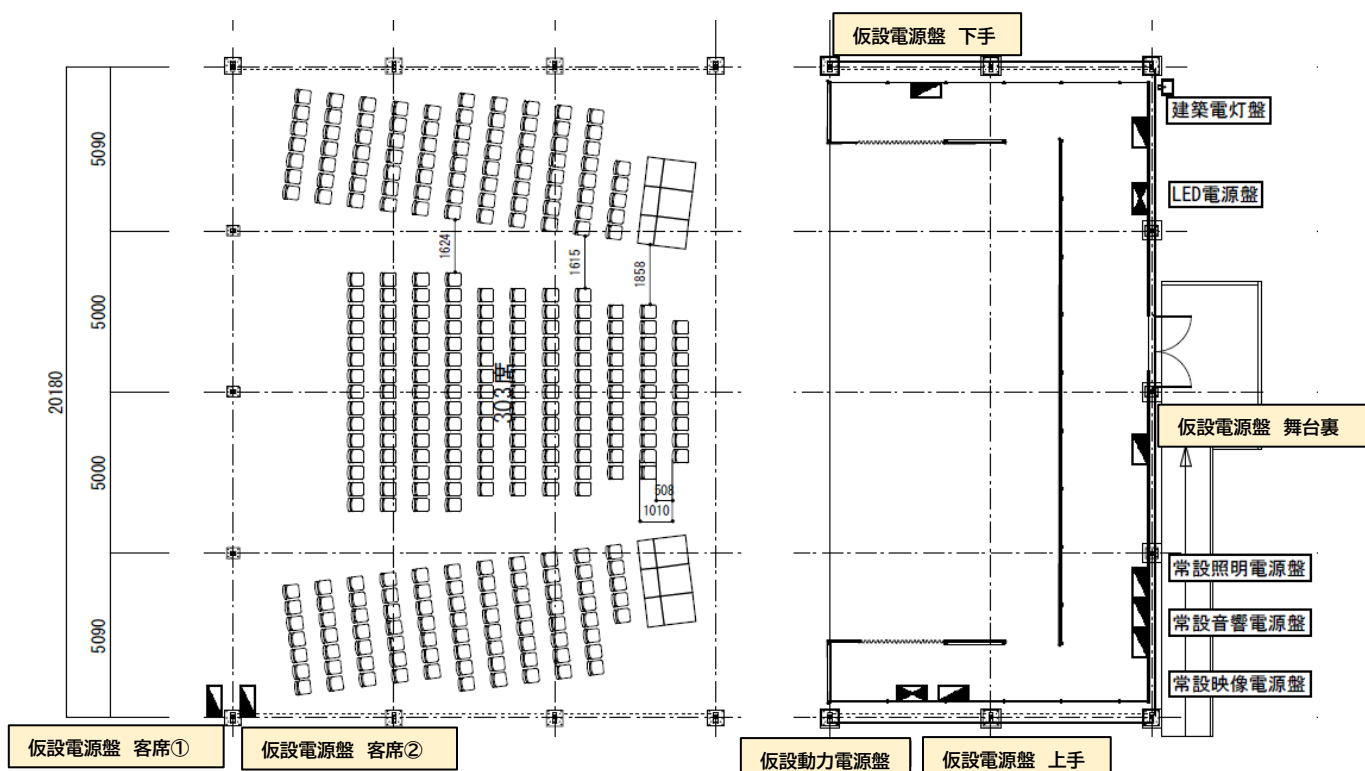 仮設電源盤 下手
建築電灯盤
LED電源盤
5090
1624
1615
1858
5000
20180
303席
仮設電源盤 舞台裏
5000
508
1010
常設照明電源盤
常設音響電源盤
5090
常設映像電源盤
仮設電源盤 客席①
仮設電源盤 客席②
仮設動力電源盤
仮設電源盤 上手